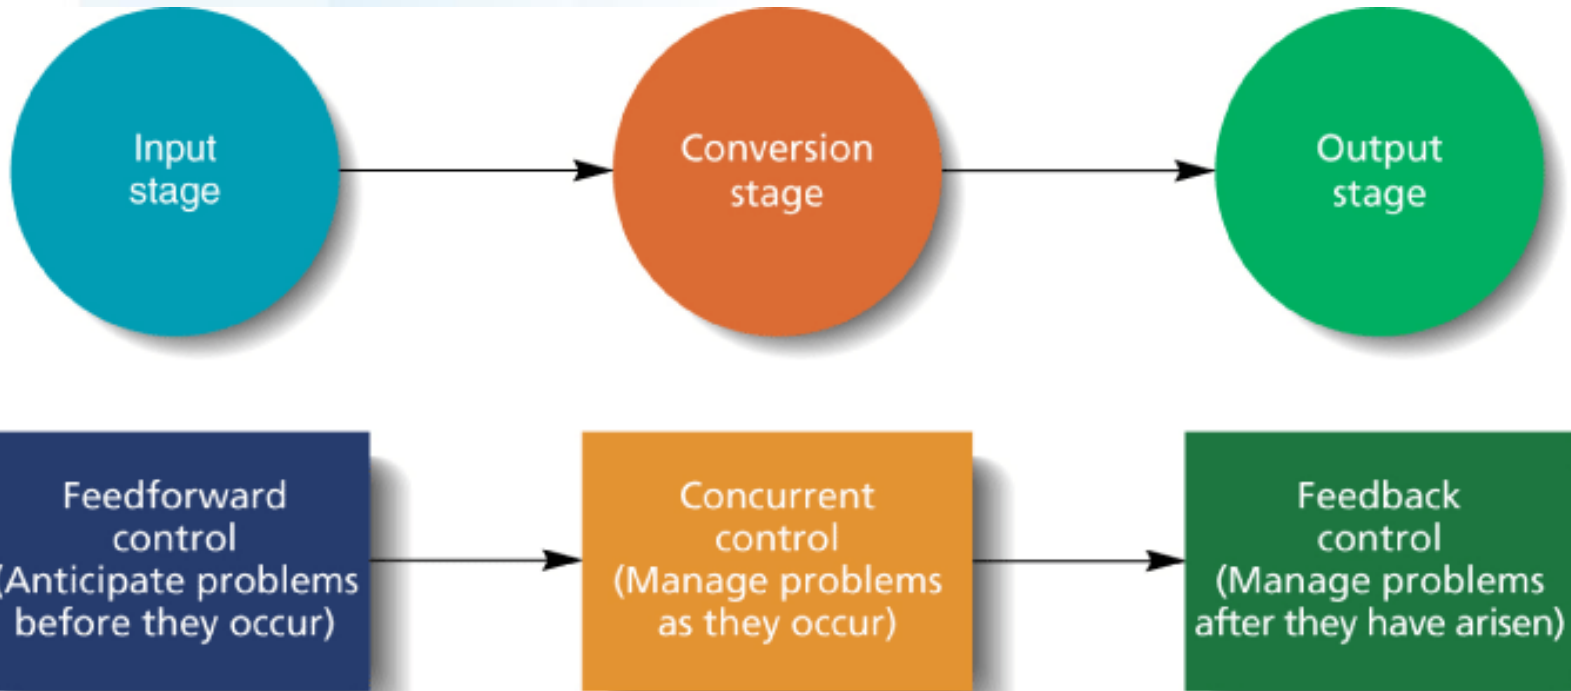 Input
stage
Conversion
stage
Output
stage
Feedforward
control
(Anticipate problems
before they occur)
Concurrent
control
(Manage problems
as they occur)
Feedback
control
(Manage problems
after they have arisen)